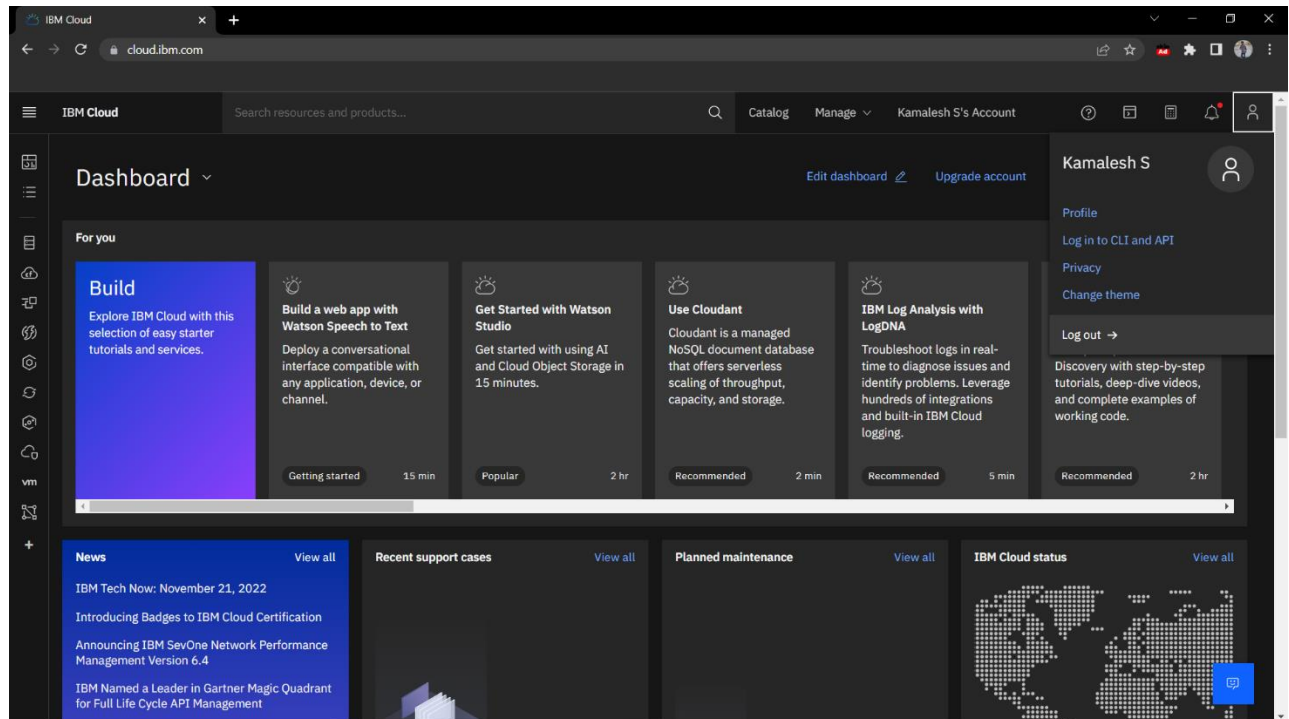 IBM Cloud
cloud.ibm.com
Ad
IBM Cloud
Search resources and products...
Catalog
Manage
Kamalesh S's Account
Dashboard
Edit dashboard
Upgrade account
Kamalesh S
Profile
Log in to CLI and API
Privacy
Change theme
Log out →
For you
Build
Explore IBM Cloud with this
selection of easy starter
tutorials and services.
Build a web app with
Watson Speech to Text
Deploy a conversational
interface compatible with
any application, device, or
channel.
Getting started
15 min
Get Started with Watson
Studio
Get started with using AI
and Cloud Object Storage in
15 minutes.
Popular
2 hr
Use Cloudant
Cloudant is a managed
NoSQL document database
that offers serverless
scaling of throughput,
capacity, and storage.
Recommended
2 min
IBM Log Analysis with
LogDNA
Troubleshoot logs in real-
time to diagnose issues and
identify problems. Leverage
hundreds of integrations
and built-in IBM Cloud
logging.
Recommended
5 min
Discovery with step-by-step
tutorials, deep-dive videos,
and complete examples of
working code.
Recommended
2 hr
vm
News
View all
IBM Tech Now: November 21, 2022
Introducing Badges to IBM Cloud Certification
Announcing IBM SevOne Network Performance
Management Version 6.4
IBM Named a Leader in Gartner Magic Quadrant
for Full Life Cycle API Management
Recent support cases
View all
Planned maintenance
View all
IBM Cloud status
View all